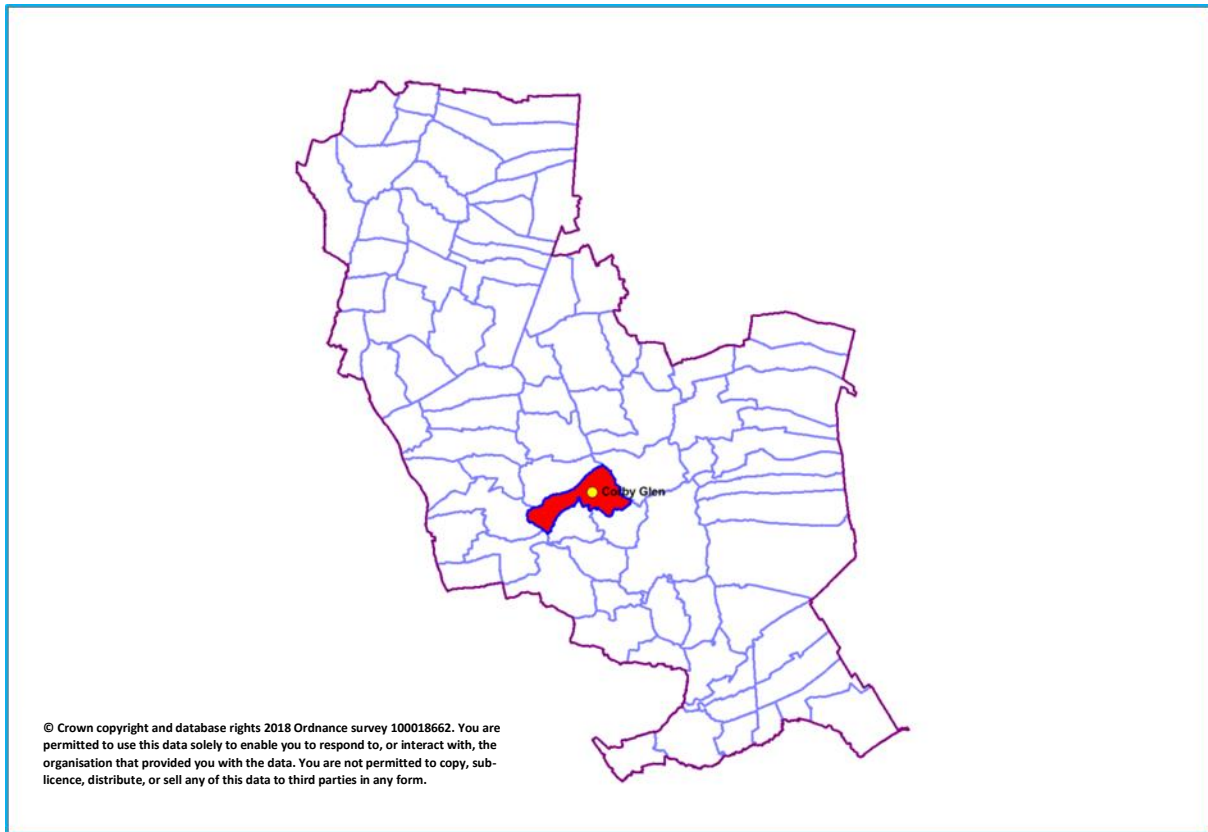 Corby Glen
© Crown copyright and database rights 2018 Ordnance survey 100018662. You are
permitted to use this data solely to enable you to respond to, or interact with, the
organisation that provided you with the data. You are not permitted to copy, sub-
licence, distribute, or sell any of this data to third parties in any form.